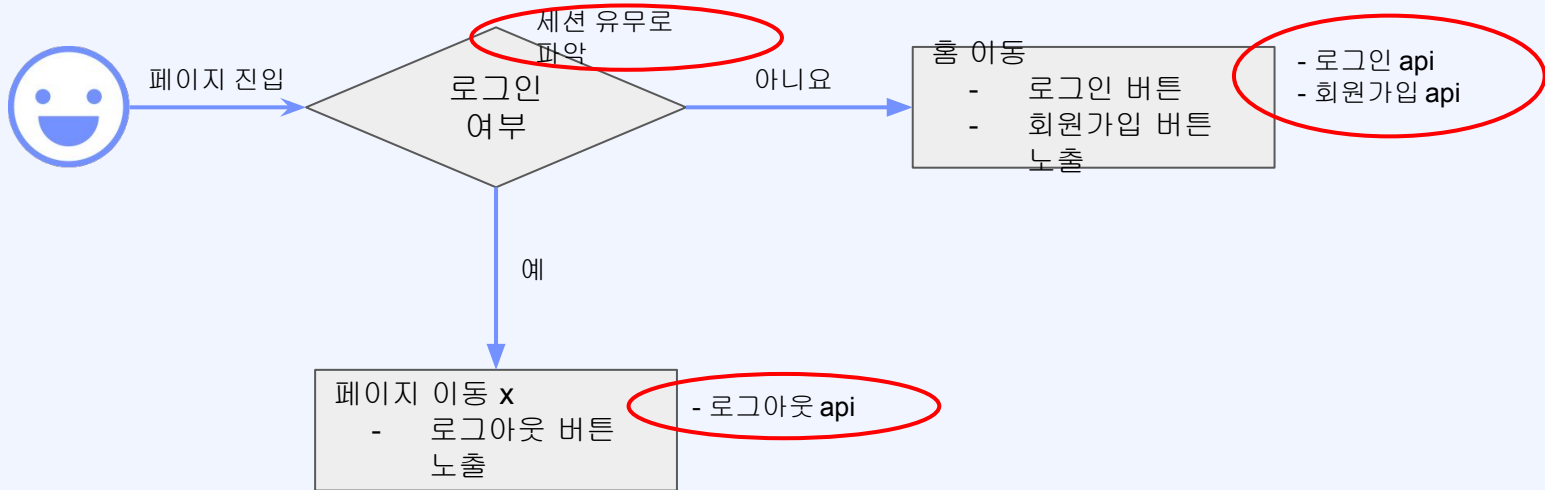 세션 유무로
파악
페이지 진입
로그인
여부
아니요
홈 이동
- 로그인 버튼
- 회원가입 버튼
노출
- 로그인 api
- 회원가입 api
예
페이지 이동 x
- 로그아웃 버튼
노출
- 로그아웃 api